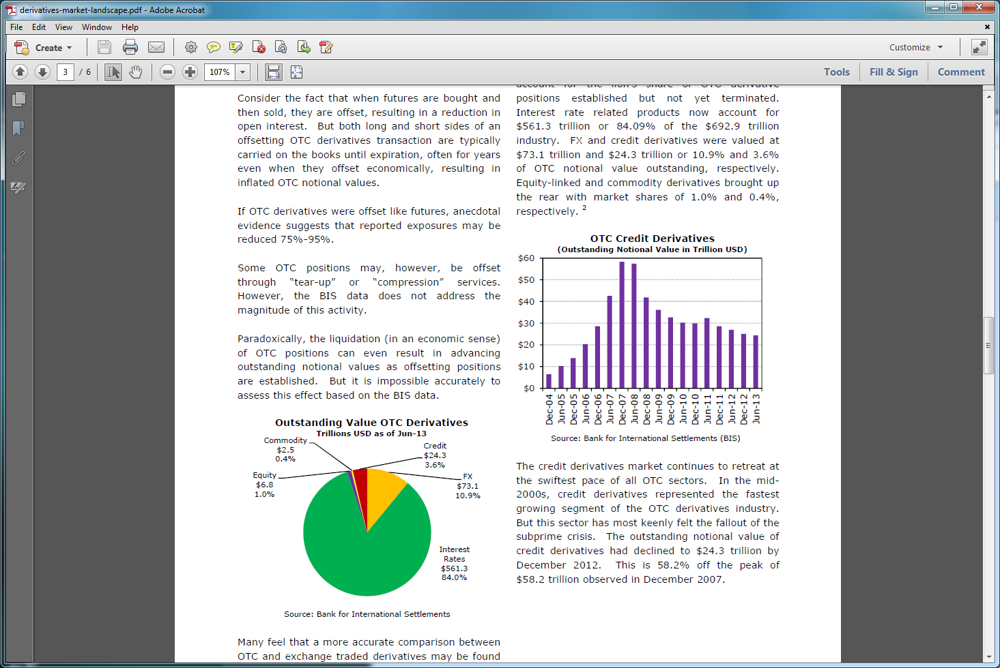 derivatives-market-landscape.pdf - Adobe Acrobat
File Edit View Window Help
Create
Customize
3 / 6
107%
Tools
Fill & Sign
Comment
Consider the fact that when futures are bought and
then sold, they are offset, resulting in a reduction in
open interest. But both long and short sides of an
offsetting OTC derivatives transaction are typically
carried on the books until expiration, often for years
even when they offset economically, resulting in
inflated OTC notional values.
If OTC derivatives were offset like futures, anecdotal
evidence suggests that reported exposures may be
reduced 75%-95%.
Some OTC positions may, however, be offset
through “tear-up” or “compression” services.
However, the BIS data does not address the
magnitude of this activity.
Paradoxically, the liquidation (in an economic sense)
of OTC positions can even result in advancing
outstanding notional values as offsetting positions
are established. But it is impossible accurately to
assess this effect based on the BIS data.
Outstanding Value OTC Derivatives
Trillions USD as of Jun-13
Commodity
$2.5
0.4%
Credit
$24.3
3.6%
Equity
$6.8
1.0%
FX
$73.1
10.9%
Interest
Rates
$561.3
84.0%
Source: Bank for International Settlements
Many feel that a more accurate comparison between
OTC and exchange traded derivatives may be found
account for the lion's share of OTC derivative
positions established but not yet terminated.
Interest rate related products now account for
$561.3 trillion or 84.09% of the $692.9 trillion
industry. FX and credit derivatives were valued at
$73.1 trillion and $24.3 trillion or 10.9% and 3.6%
of OTC notional value outstanding, respectively.
Equity-linked and commodity derivatives brought up
the rear with market shares of 1.0% and 0.4%,
respectively. 2
OTC Credit Derivatives
(Outstanding Notional Value in Trillion USD)
$60
$50
$40
$30
$20
$10
$0
Dec-04
Jun-05
Dec-05
Jun-06
Dec-06
Jun-07
Dec-07
Jun-08
Dec-08
Jun-09
Dec-09
Jun-10
Dec-10
Jun-11
Dec-11
Jun-12
Dec-12
Jun-13
Source: Bank for International Settlements (BIS)
The credit derivatives market continues to retreat at
the swiftest pace of all OTC sectors. In the mid-
2000s, credit derivatives represented the fastest
growing segment of the OTC derivatives industry.
But this sector has most keenly felt the fallout of the
subprime crisis. The outstanding notional value of
credit derivatives had declined to $24.3 trillion by
December 2012. This is 58.2% off the peak of
$58.2 trillion observed in December 2007.